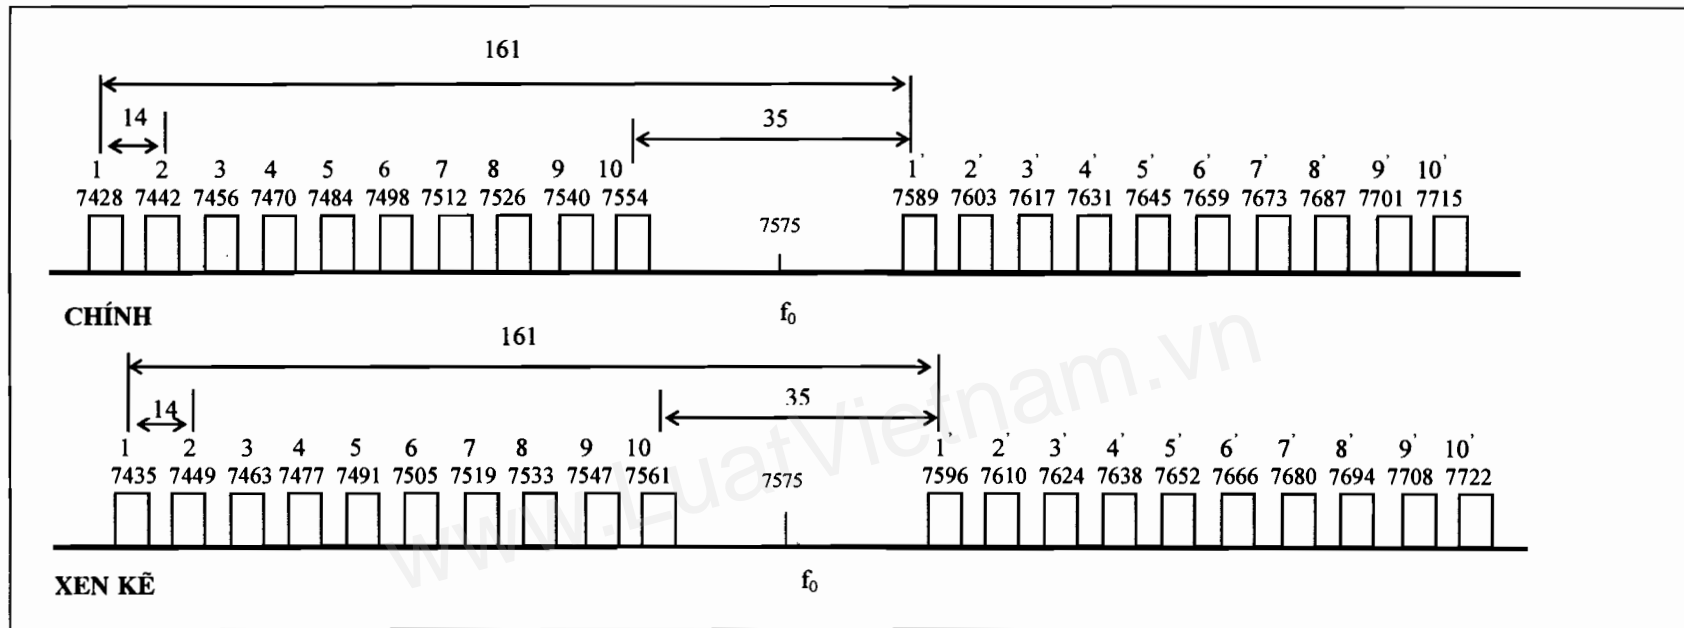 161
14
35
1 2 3 4 5 6 7 8 9 10 1' 2' 3' 4' 5' 6' 7' 8' 9' 10'
7428 7442 7456 7470 7484 7498 7512 7526 7540 7554 7589 7603 7617 7631 7645 7659 7673 7687 7701 7715
7575
CHÍNH f₀
161
14
35
1 2 3 4 5 6 7 8 9 10 1' 2' 3' 4' 5' 6' 7' 8' 9' 10'
7435 7449 7463 7477 7491 7505 7519 7533 7547 7561 7575 7596 7610 7624 7638 7652 7666 7680 7694 7708 7722
XEN KẼ f₀
www.LuatVietnam.vn